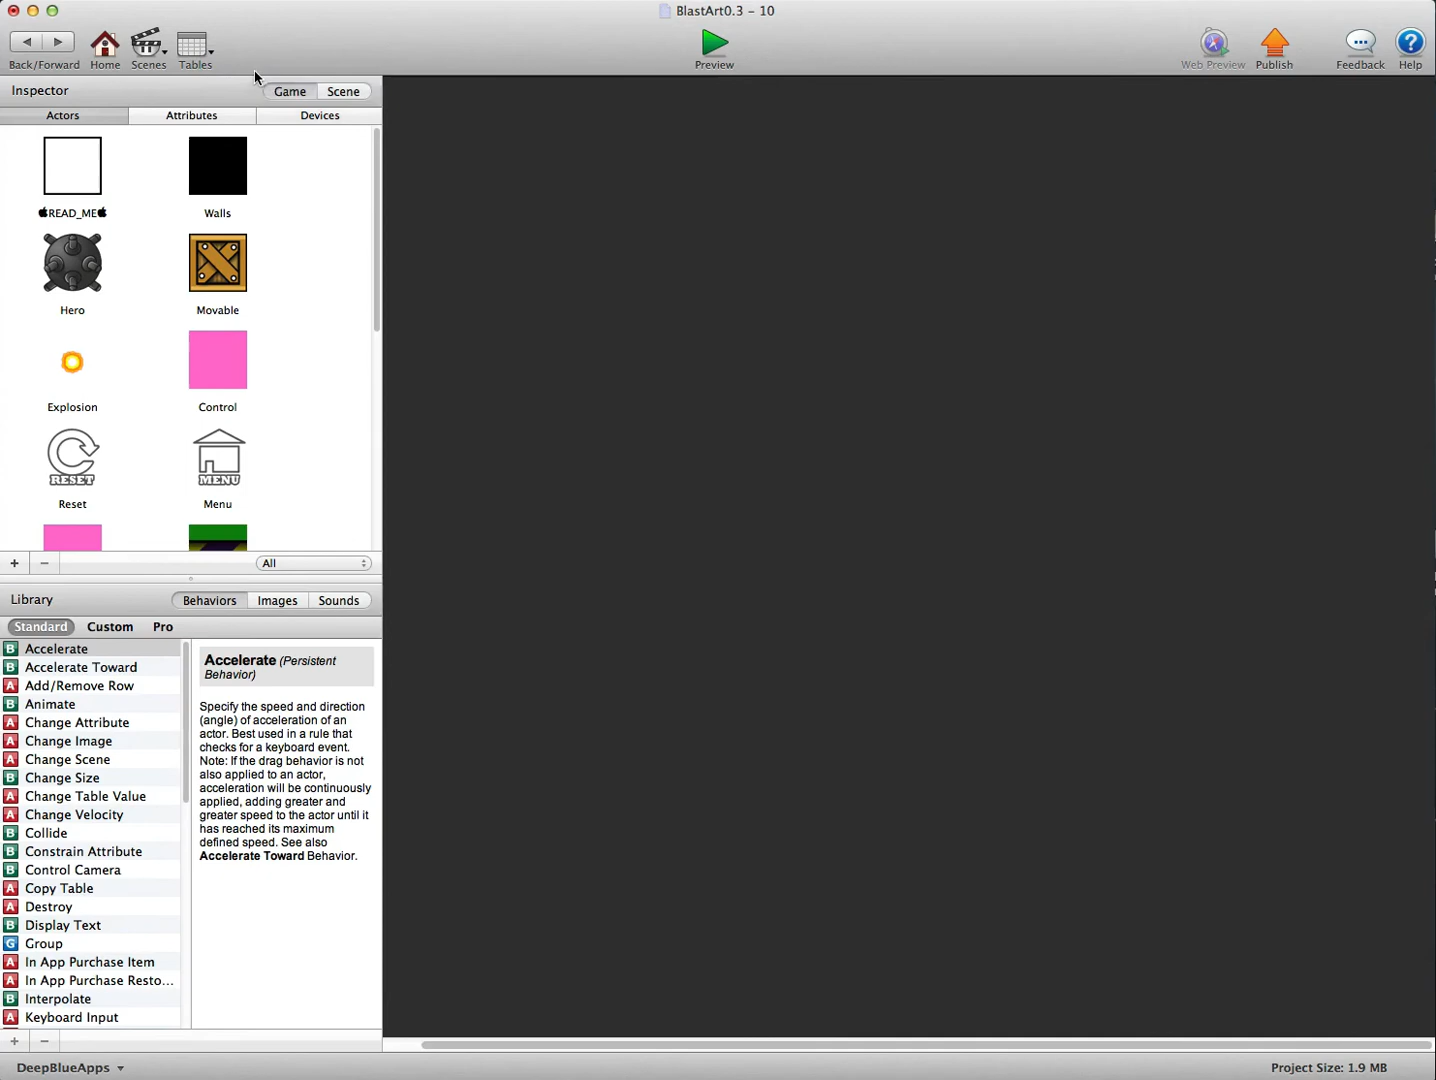 BlastArt0.3 – 10
Back/Forward
Home
Scenes
Tables
Preview
Web Preview
Publish
Feedback
Help
Inspector
Game
Scene
Actors
Attributes
Devices
READ_ME
Walls
Hero
Movable
Explosion
Control
RESET
MENU
Reset
Menu
+
−
All
Library
Behaviors
Images
Sounds
Standard
Custom
Pro
B Accelerate
B Accelerate Toward
A Add/Remove Row
B Animate
A Change Attribute
A Change Image
A Change Scene
B Change Size
A Change Table Value
A Change Velocity
B Collide
B Constrain Attribute
B Control Camera
A Copy Table
A Destroy
B Display Text
G Group
A In App Purchase Item
A In App Purchase Resto...
B Interpolate
A Keyboard Input
Accelerate (Persistent
Behavior)
Specify the speed and direction
(angle) of acceleration of an
actor. Best used in a rule that
checks for a keyboard event.
Note: If the drag behavior is not
also applied to an actor,
acceleration will be continuously
applied, adding greater and
greater speed to the actor until it
has reached its maximum
defined speed. See also
Accelerate Toward Behavior.
+
−
DeepBlueApps
Project Size: 1.9 MB